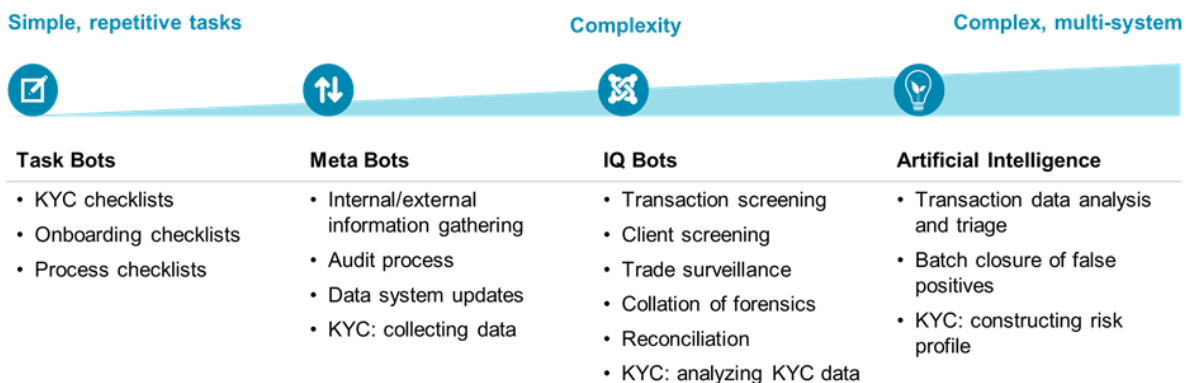 Simple, repetitive tasks
Complexity
Complex, multi-system
Task Bots
• KYC checklists
• Onboarding checklists
• Process checklists
Meta Bots
• Internal/external
information gathering
• Audit process
• Data system updates
• KYC: collecting data
IQ Bots
• Transaction screening
• Client screening
• Trade surveillance
• Collation of forensics
• Reconciliation
• KYC: analyzing KYC data
Artificial Intelligence
• Transaction data analysis
and triage
• Batch closure of false
positives
• KYC: constructing risk
profile